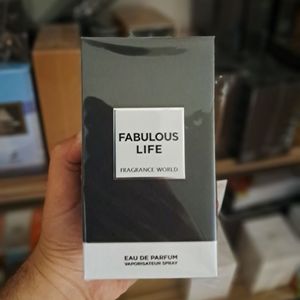 FABULOUS
LIFE
FRAGRANCE WORLD
EAU DE PARFUM
VAPORISATEUR SPRAY